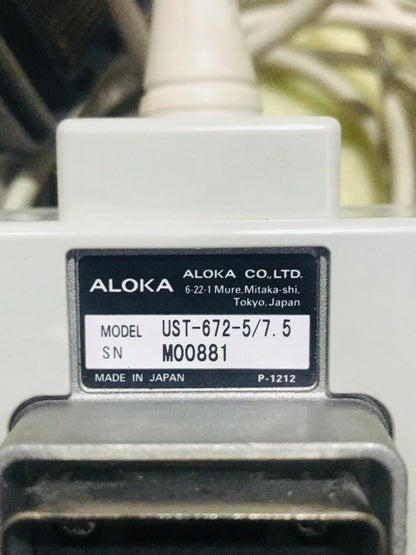 ALOKA
ALOKA CO.,LTD.
6-22-1 Mure, Mitaka-shi,
Tokyo, Japan
MODEL UST-672-5/7.5
SN M00881
MADE IN JAPAN P-1212